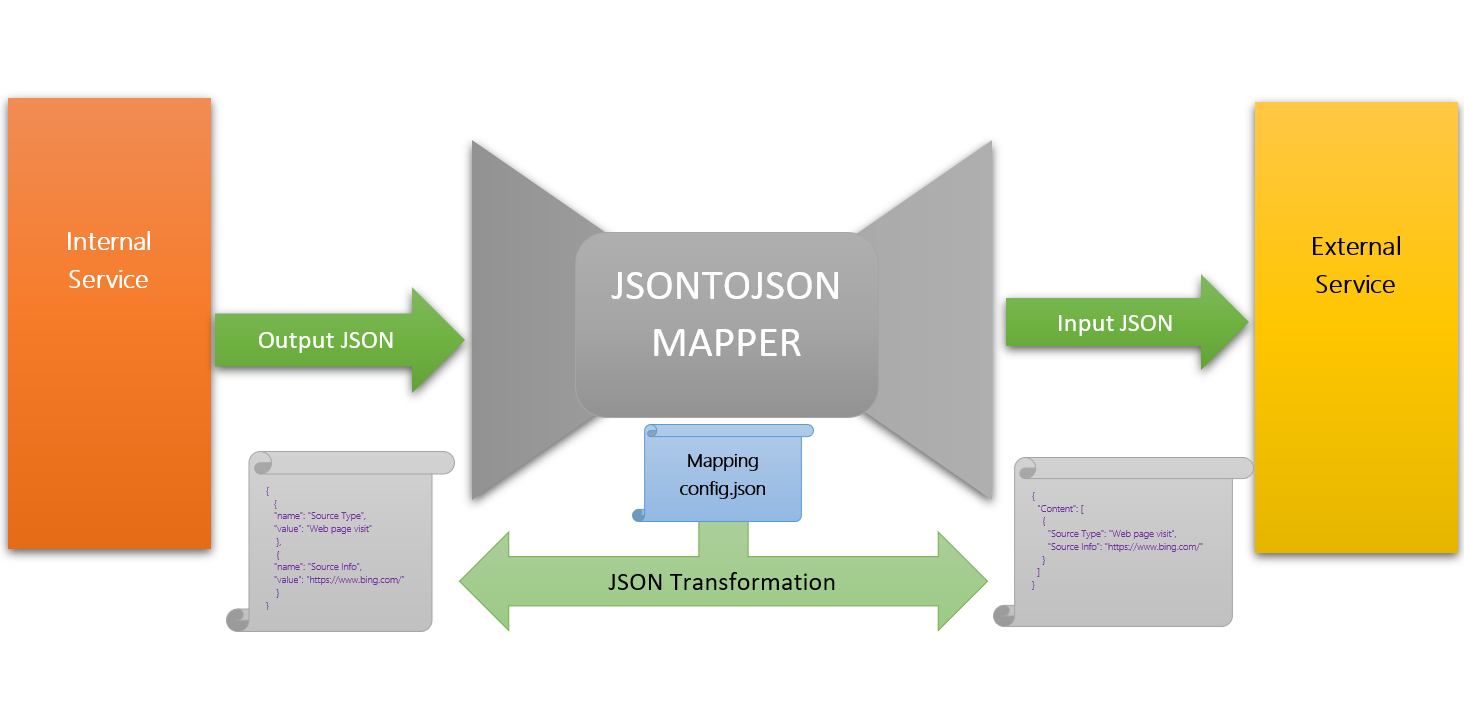 Internal
Service
Output JSON
JSONTOJSON
MAPPER
Input JSON
External
Service
Mapping
config.json
{
{
"name": "Source Type",
"value": "Web page visit"
},
{
"name": "Source Info",
"value": "https://www.bing.com/"
}
}
JSON Transformation
{
"Content": [
{
"Source Type": "Web page visit",
"Source Info": "https://www.bing.com/"
}
]
}